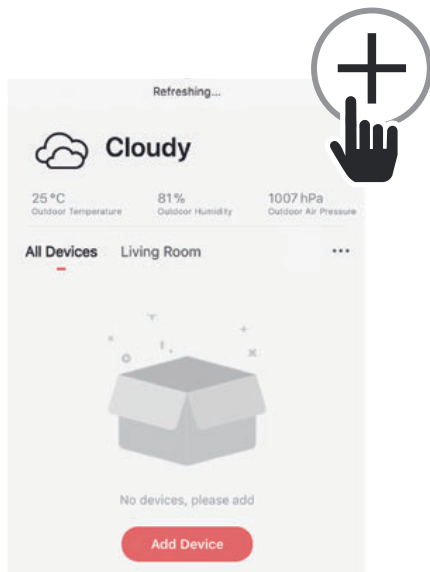 Refreshing...
Cloudy
25 °C 81% 1007 hPa
Outdoor Temperature Outdoor Humidity Outdoor Air Pressure
All Devices Living Room ...
No devices, please add
Add Device